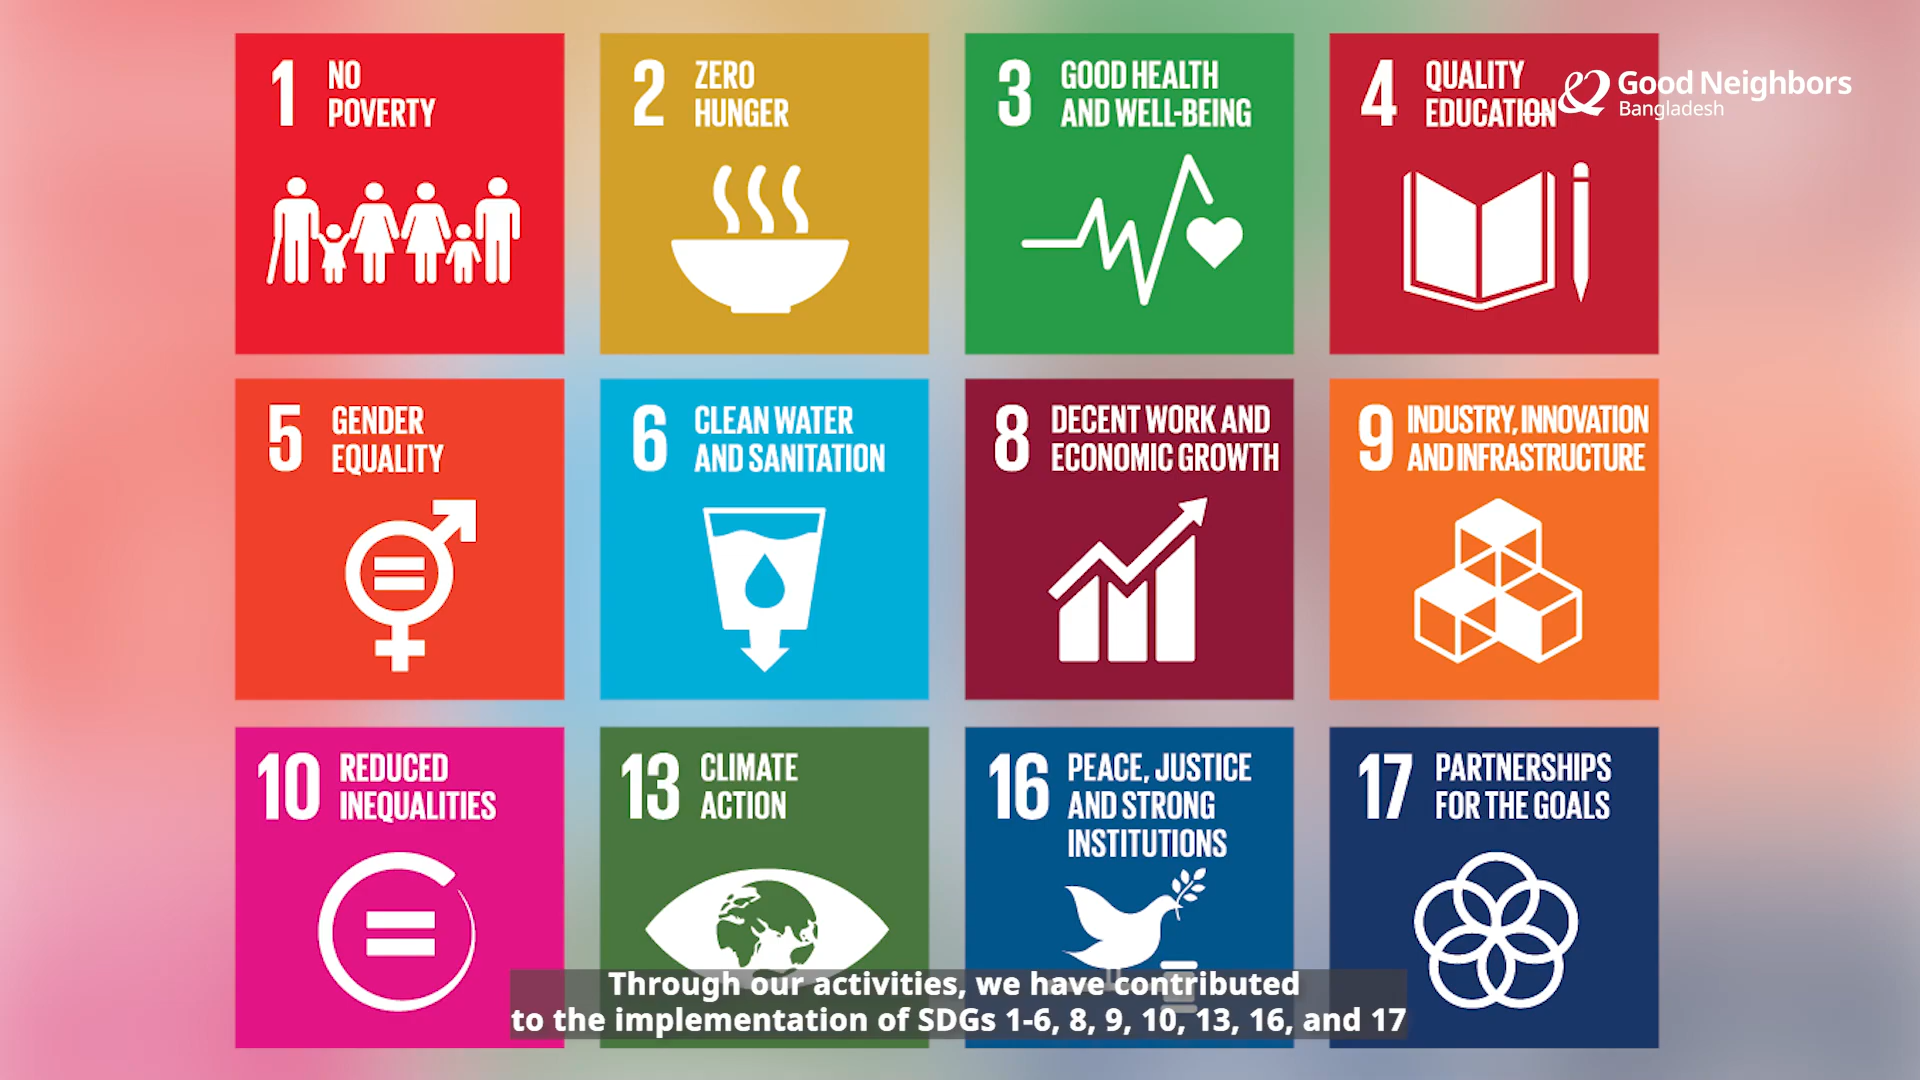 1 NO
POVERTY
2 ZERO
HUNGER
3 GOOD HEALTH
AND WELL-BEING
4 QUALITY
EDUCATION
Good Neighbors
Bangladesh
5 GENDER
EQUALITY
6 CLEAN WATER
AND SANITATION
8 DECENT WORK AND
ECONOMIC GROWTH
9 INDUSTRY, INNOVATION
AND INFRASTRUCTURE
10 REDUCED
INEQUALITIES
13 CLIMATE
ACTION
16 PEACE, JUSTICE
AND STRONG
INSTITUTIONS
17 PARTNERSHIPS
FOR THE GOALS
Through our activities, we have contributed
to the implementation of SDGs 1-6, 8, 9, 10, 13, 16, and 17